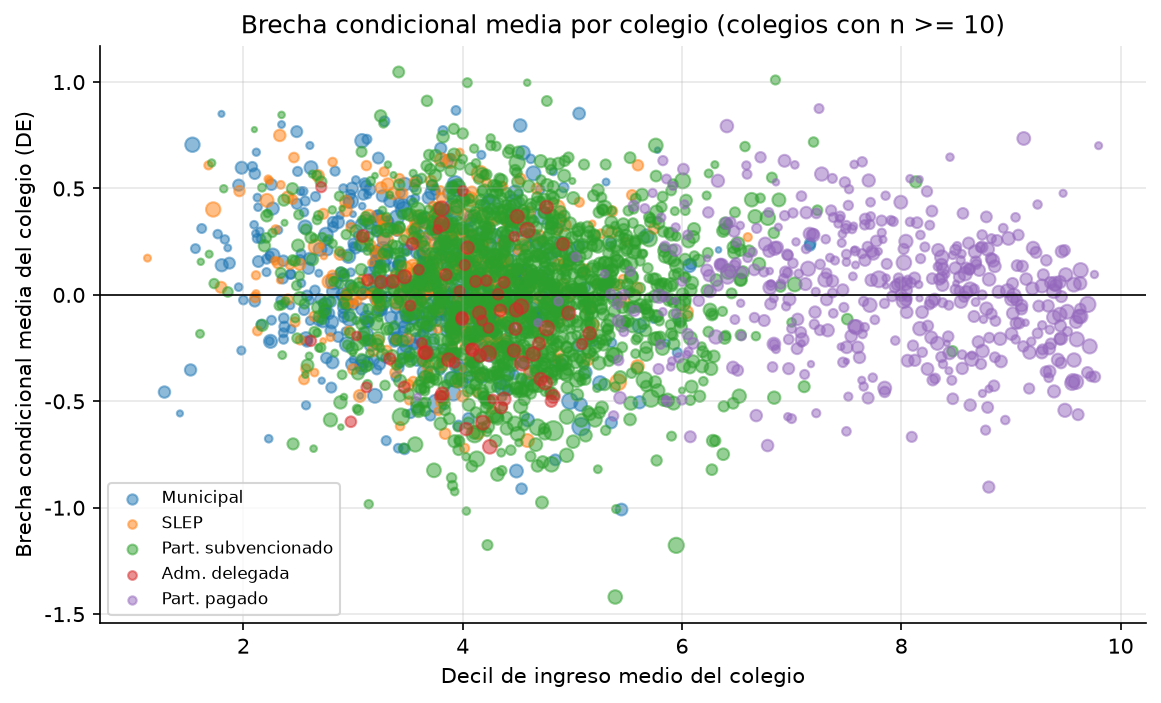 Brecha condicional media por colegio (colegios con n >= 10)
Brecha condicional media del colegio (DE)
1.0
0.5
0.0
-0.5
-1.0
-1.5
Municipal
SLEP
Part. subvencionado
Adm. delegada
Part. pagado
2
4
6
8
10
Decil de ingreso medio del colegio